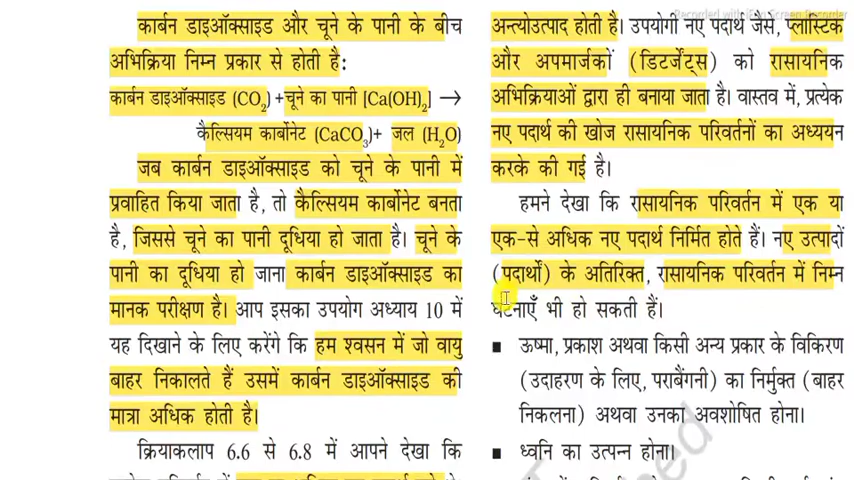 कार्बन डाइऑक्साइड और चूने के पानी के बीच
अभिक्रिया निम्न प्रकार से होती है:
कार्बन डाइऑक्साइड (CO2) +चूने का पानी [Ca(OH)2] →
कैल्सियम कार्बोनेट (CaCO3)+ जल (H2O)
जब कार्बन डाइऑक्साइड को चूने के पानी में
प्रवाहित किया जाता है, तो कैल्सियम कार्बोनेट बनता
है, जिससे चूने का पानी दूधिया हो जाता है। चूने के
पानी का दूधिया हो जाना कार्बन डाइऑक्साइड का
मानक परीक्षण है। आप इसका उपयोग अध्याय 10 में
यह दिखाने के लिए करेंगे कि हम श्वसन में जो वायु
बाहर निकालते हैं उसमें कार्बन डाइऑक्साइड की
मात्रा अधिक होती है।
क्रियाकलाप 6.6 से 6.8 में आपने देखा कि
अन्त्योउत्पाद होती है। उपयोगी नए पदार्थ जैसे, प्लास्टिक
और अपमार्जकों (डिटर्जेंट्स) को रासायनिक
अभिक्रियाओं द्वारा ही बनाया जाता है। वास्तव में, प्रत्येक
नए पदार्थ की खोज रासायनिक परिवर्तनों का अध्ययन
करके की गई है।
हमने देखा कि रासायनिक परिवर्तन में एक या
एक-से अधिक नए पदार्थ निर्मित होते हैं। नए उत्पादों
(पदार्थों) के अतिरिक्त, रासायनिक परिवर्तन में निम्न
घटनाएँ भी हो सकती हैं।
■ ऊष्मा, प्रकाश अथवा किसी अन्य प्रकार के विकिरण
(उदाहरण के लिए, पराबैंगनी) का निर्मुक्त (बाहर
निकलना) अथवा उनका अवशोषित होना।
■ ध्वनि का उत्पन्न होना।
Recorded with iFun Screen Recorder